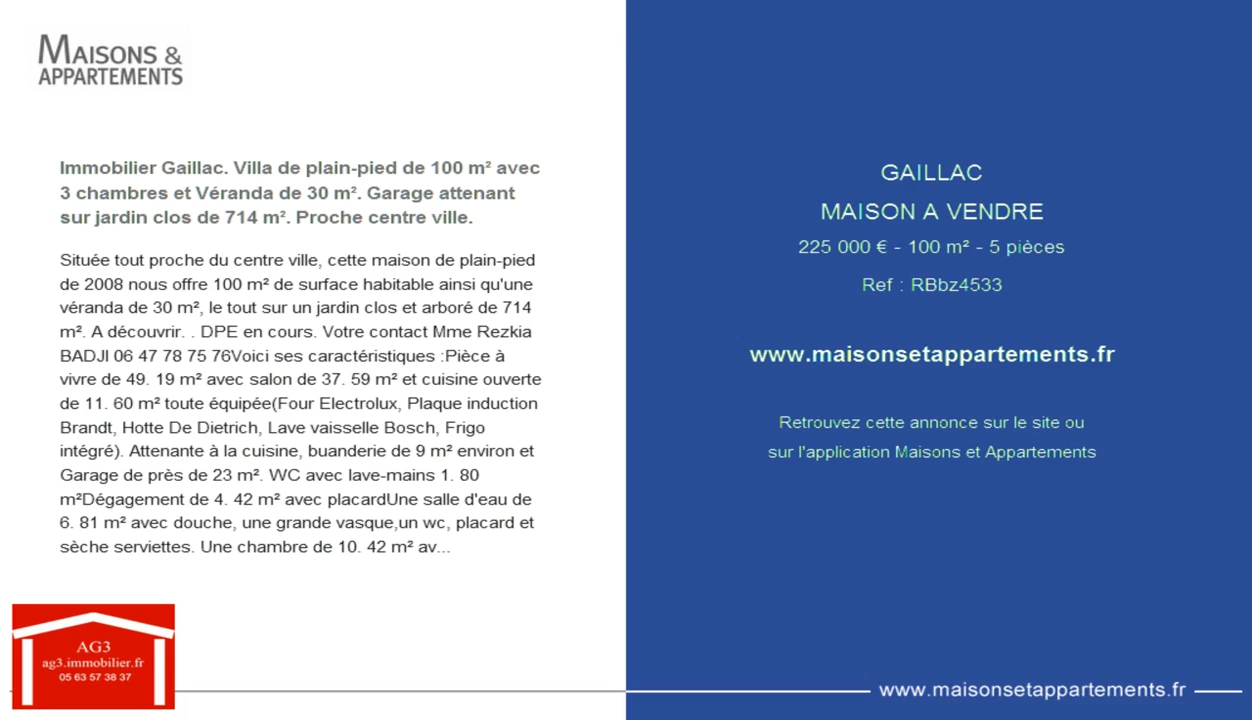 MAISONS &
APPARTEMENTS
Immobilier Gaillac. Villa de plain-pied de 100 m² avec
3 chambres et Véranda de 30 m². Garage attenant
sur jardin clos de 714 m². Proche centre ville.
Située tout proche du centre ville, cette maison de plain-pied
de 2008 nous offre 100 m² de surface habitable ainsi qu'une
véranda de 30 m², le tout sur un jardin clos et arboré de 714
m². A découvrir. . DPE en cours. Votre contact Mme Rezkia
BADJI 06 47 78 75 76Voici ses caractéristiques :Pièce à
vivre de 49. 19 m² avec salon de 37. 59 m² et cuisine ouverte
de 11. 60 m² toute équipée(Four Electrolux, Plaque induction
Brandt, Hotte De Dietrich, Lave vaisselle Bosch, Frigo
intégré). Attenante à la cuisine, buanderie de 9 m² environ et
Garage de près de 23 m². WC avec lave-mains 1. 80
m²Dégagement de 4. 42 m² avec placardUne salle d'eau de
6. 81 m² avec douche, une grande vasque,un wc, placard et
sèche serviettes. Une chambre de 10. 42 m² av...
AG3
ag3.immobilier.fr
05 63 57 38 37
GAILLAC
MAISON A VENDRE
225 000 € - 100 m² - 5 pièces
Ref : RBbz4533
www.maisonsetappartements.fr
Retrouvez cette annonce sur le site ou
sur l'application Maisons et Appartements
www.maisonsetappartements.fr